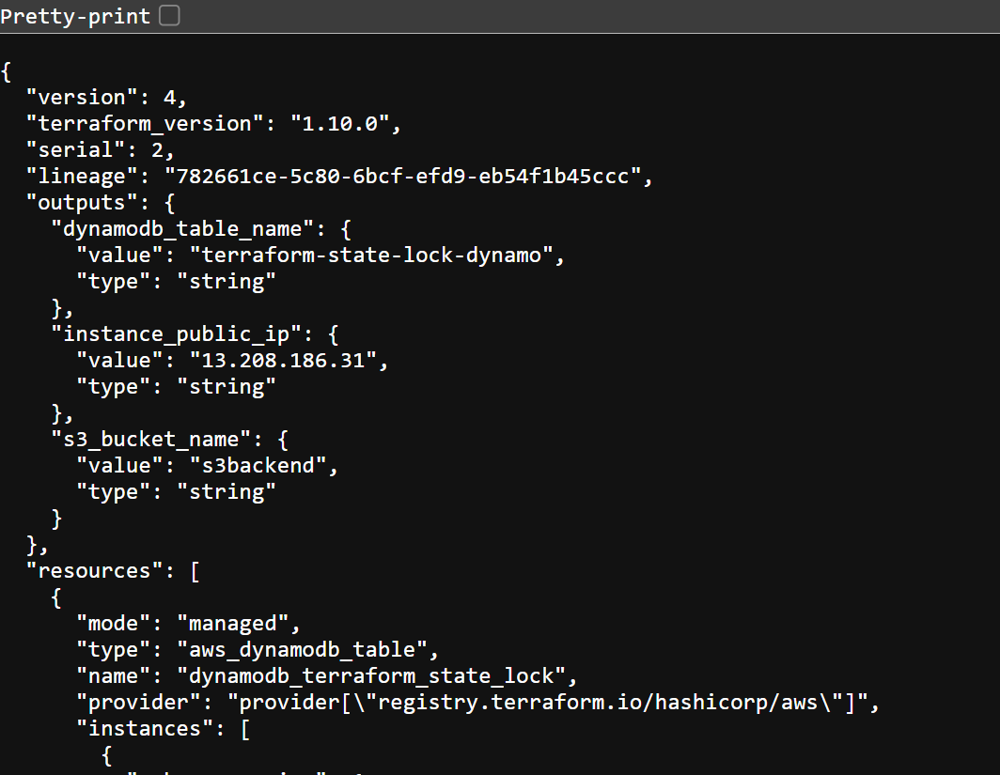 Pretty-print
{
  "version": 4,
  "terraform_version": "1.10.0",
  "serial": 2,
  "lineage": "782661ce-5c80-6bcf-efd9-eb54f1b45ccc",
  "outputs": {
    "dynamodb_table_name": {
      "value": "terraform-state-lock-dynamo",
      "type": "string"
    },
    "instance_public_ip": {
      "value": "13.208.186.31",
      "type": "string"
    },
    "s3_bucket_name": {
      "value": "s3backend",
      "type": "string"
    }
  },
  "resources": [
    {
      "mode": "managed",
      "type": "aws_dynamodb_table",
      "name": "dynamodb_terraform_state_lock",
      "provider": "provider[\"registry.terraform.io/hashicorp/aws\"]",
      "instances": [
        {